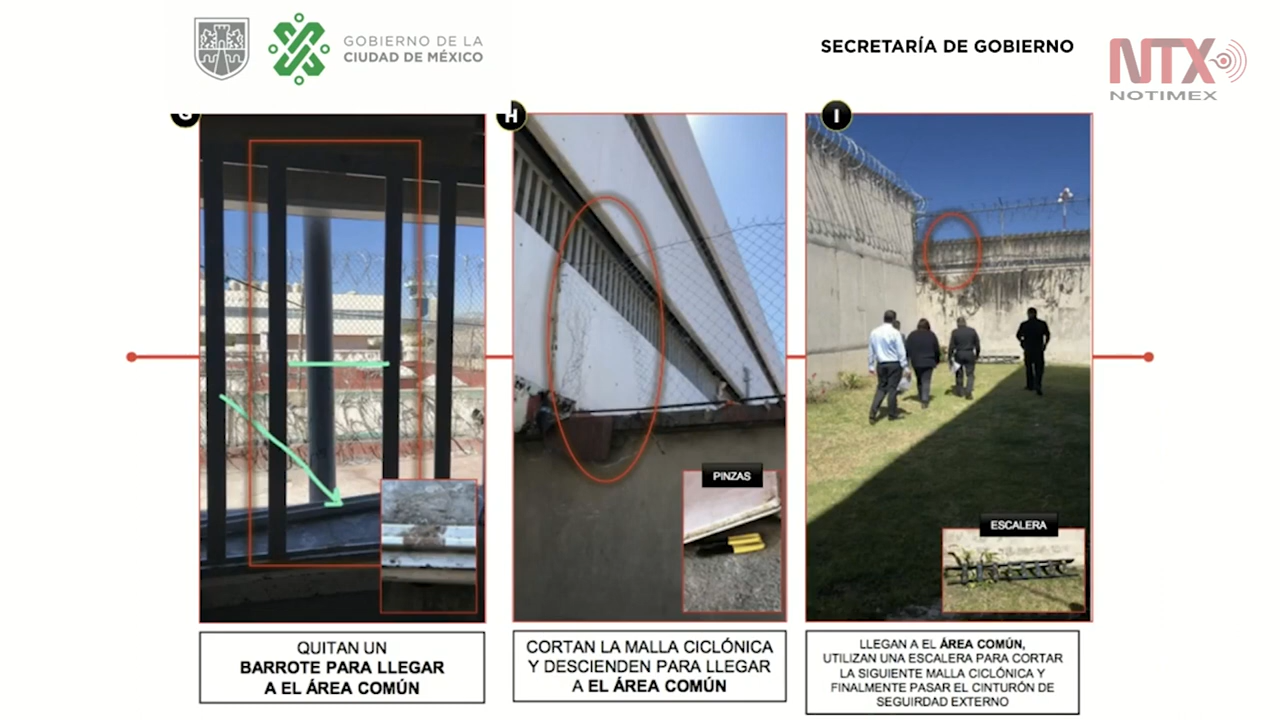 GOBIERNO DE LA
CIUDAD DE MÉXICO
SECRETARÍA DE GOBIERNO
NTX
NOTIMEX
G
H
I
PINZAS
ESCALERA
QUITAN UN
BARROTE PARA LLEGAR
A EL ÁREA COMÚN
CORTAN LA MALLA CICLÓNICA
Y DESCIENDEN PARA LLEGAR
A EL ÁREA COMÚN
LLEGAN A EL ÁREA COMÚN,
UTILIZAN UNA ESCALERA PARA CORTAR
LA SIGUIENTE MALLA CICLÓNICA Y
FINALMENTE PASAR EL CINTURÓN DE
SEGUIRDAD EXTERNO